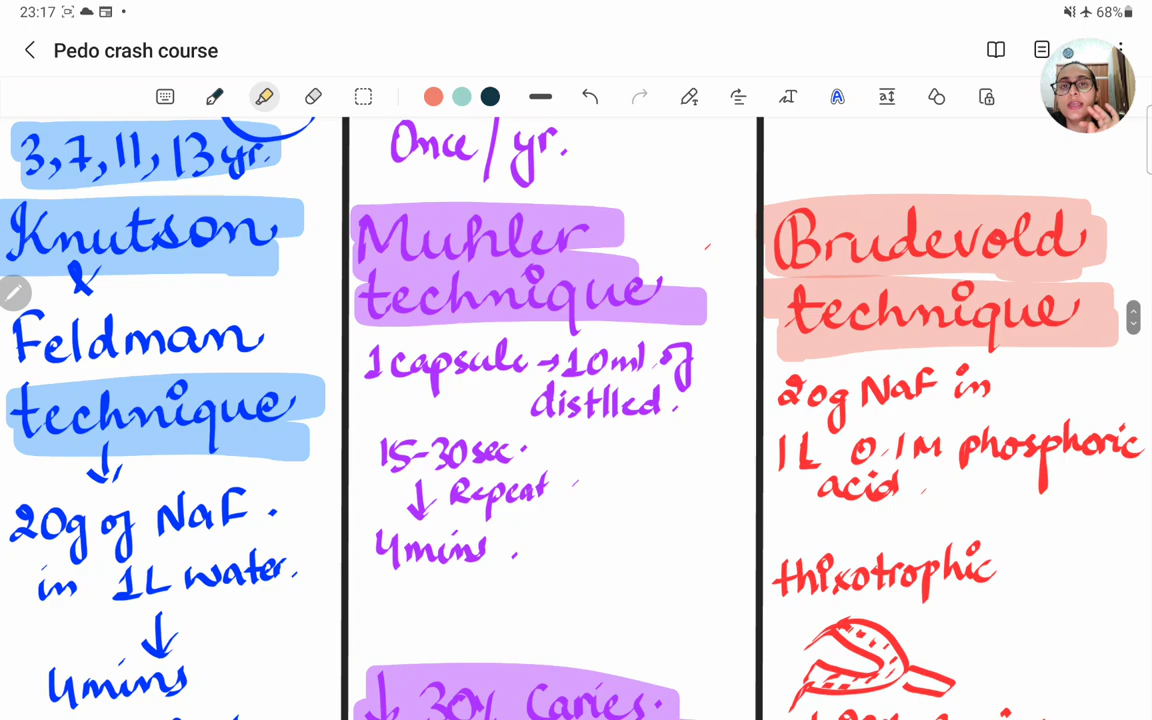 23:17
68%
Pedo crash course
3, 7, 11, 13 yr.
Knutson
&
Feldman
technique
20g of NaF.
in 1L water.
4mins
Once / yr.
Muhler
technique
1 capsule → 10ml of
distlled.
15-30sec.
↓ Repeat
4mins.
↓ 30% Caries.
Brudevold
technique
20g NaF in
1L 0.1M phosphoric
acid.
thixotrophic